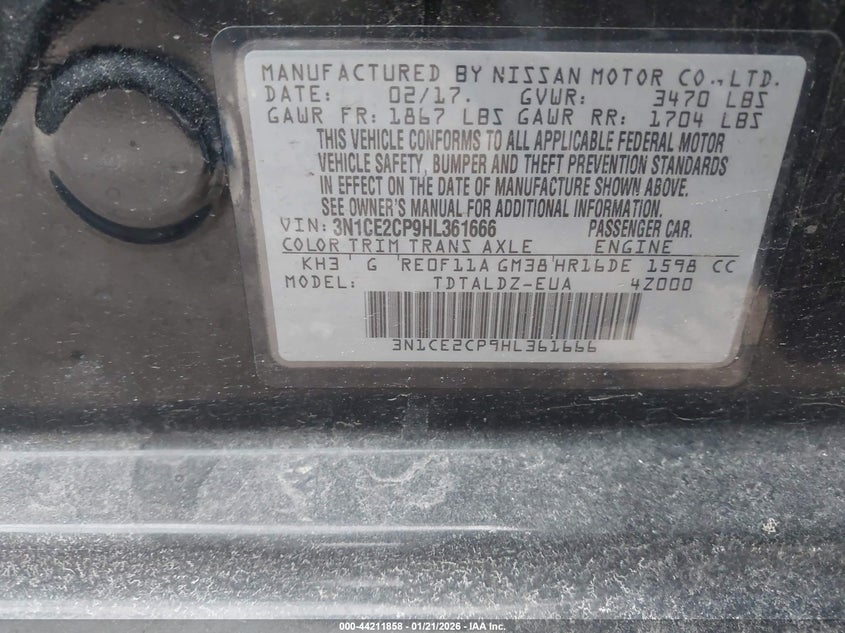 MANUFACTURED BY NISSAN MOTOR CO., LTD.
DATE: 02/17. GVWR: 3470 LBS
GAWR FR: 1867 LBS GAWR RR: 1704 LBS
THIS VEHICLE CONFORMS TO ALL APPLICABLE FEDERAL MOTOR
VEHICLE SAFETY, BUMPER AND THEFT PREVENTION STANDARDS
IN EFFECT ON THE DATE OF MANUFACTURE SHOWN ABOVE.
SEE OWNER'S MANUAL FOR ADDITIONAL INFORMATION.
VIN: 3N1CE2CP9HL361666 PASSENGER CAR.
COLOR TRIM TRANS AXLE ENGINE
KH3 G RE0F11A GM38 HR16DE 1598 CC
MODEL: TDTALDZ-EUA 4Z000
3N1CE2CP9HL361666
000-44211858 - 01/21/2026 - IAA Inc.